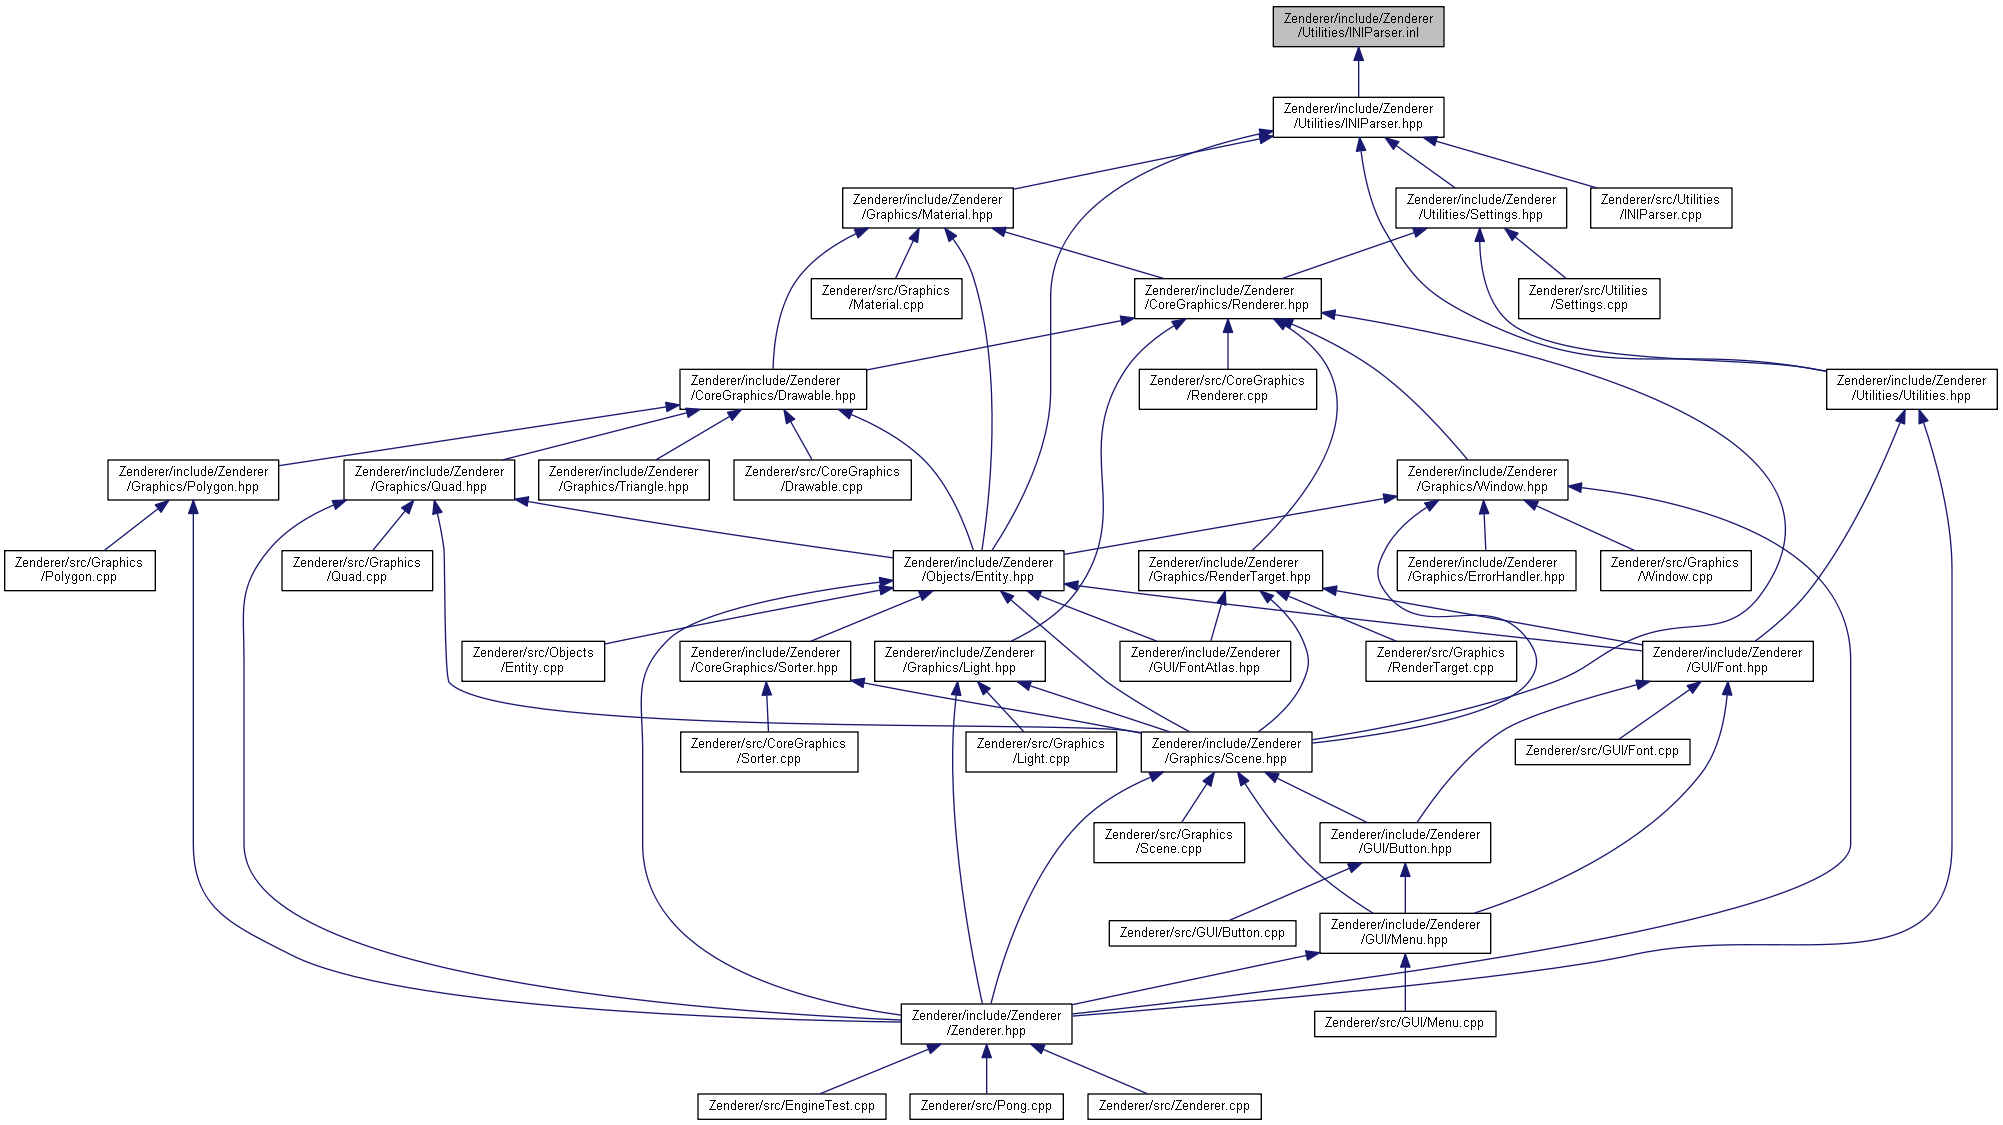 Zenderer/include/Zenderer
/Utilities/INIParser.inl
Zenderer/include/Zenderer
/Utilities/INIParser.hpp
Zenderer/include/Zenderer
/Graphics/Material.hpp
Zenderer/include/Zenderer
/Utilities/Settings.hpp
Zenderer/src/Utilities
/INIParser.cpp
Zenderer/src/Graphics
/Material.cpp
Zenderer/include/Zenderer
/CoreGraphics/Renderer.hpp
Zenderer/src/Utilities
/Settings.cpp
Zenderer/include/Zenderer
/CoreGraphics/Drawable.hpp
Zenderer/src/CoreGraphics
/Renderer.cpp
Zenderer/include/Zenderer
/Utilities/Utilities.hpp
Zenderer/include/Zenderer
/Graphics/Polygon.hpp
Zenderer/include/Zenderer
/Graphics/Quad.hpp
Zenderer/include/Zenderer
/Graphics/Triangle.hpp
Zenderer/src/CoreGraphics
/Drawable.cpp
Zenderer/include/Zenderer
/Graphics/Window.hpp
Zenderer/src/Graphics
/Polygon.cpp
Zenderer/src/Graphics
/Quad.cpp
Zenderer/include/Zenderer
/Objects/Entity.hpp
Zenderer/include/Zenderer
/Graphics/RenderTarget.hpp
Zenderer/include/Zenderer
/Graphics/ErrorHandler.hpp
Zenderer/src/Graphics
/Window.cpp
Zenderer/src/Objects
/Entity.cpp
Zenderer/include/Zenderer
/CoreGraphics/Sorter.hpp
Zenderer/include/Zenderer
/Graphics/Light.hpp
Zenderer/include/Zenderer
/GUI/FontAtlas.hpp
Zenderer/src/Graphics
/RenderTarget.cpp
Zenderer/include/Zenderer
/GUI/Font.hpp
Zenderer/src/CoreGraphics
/Sorter.cpp
Zenderer/src/Graphics
/Light.cpp
Zenderer/include/Zenderer
/Graphics/Scene.hpp
Zenderer/src/GUI/Font.cpp
Zenderer/src/Graphics
/Scene.cpp
Zenderer/include/Zenderer
/GUI/Button.hpp
Zenderer/src/GUI/Button.cpp
Zenderer/include/Zenderer
/GUI/Menu.hpp
Zenderer/include/Zenderer
/Zenderer.hpp
Zenderer/src/GUI/Menu.cpp
Zenderer/src/EngineTest.cpp
Zenderer/src/Pong.cpp
Zenderer/src/Zenderer.cpp